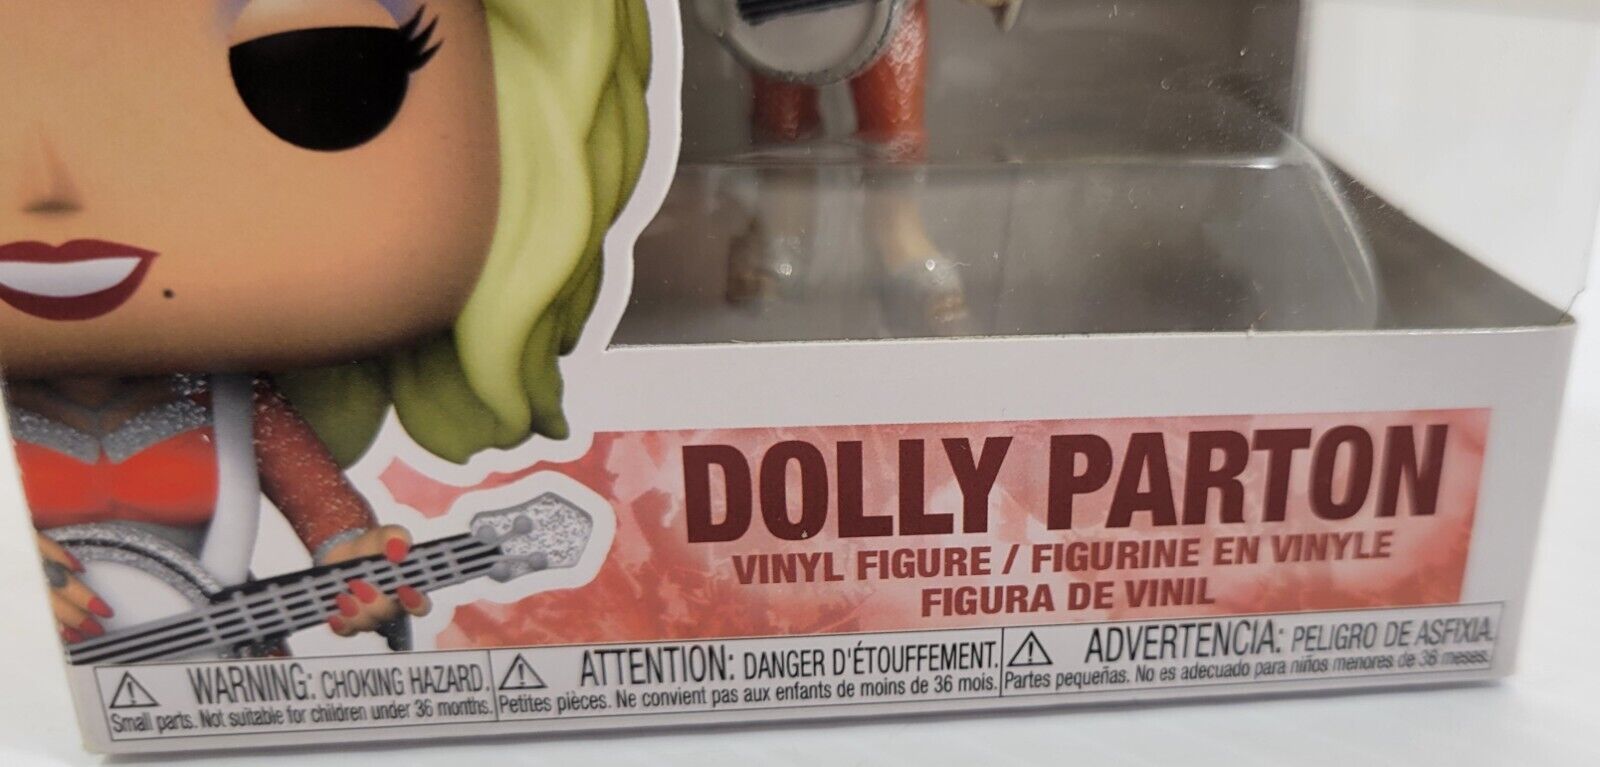 DOLLY PARTON
VINYL FIGURE / FIGURINE EN VINYLE
FIGURA DE VINIL
WARNING: CHOKING HAZARD.
Small parts. Not suitable for children under 36 months.
ATTENTION: DANGER D'ÉTOUFFEMENT.
Petites pièces. Ne convient pas aux enfants de moins de 36 mois.
ADVERTENCIA: PELIGRO DE ASFIXIA.
Partes pequeñas. No es adecuado para niños menores de 36 meses.